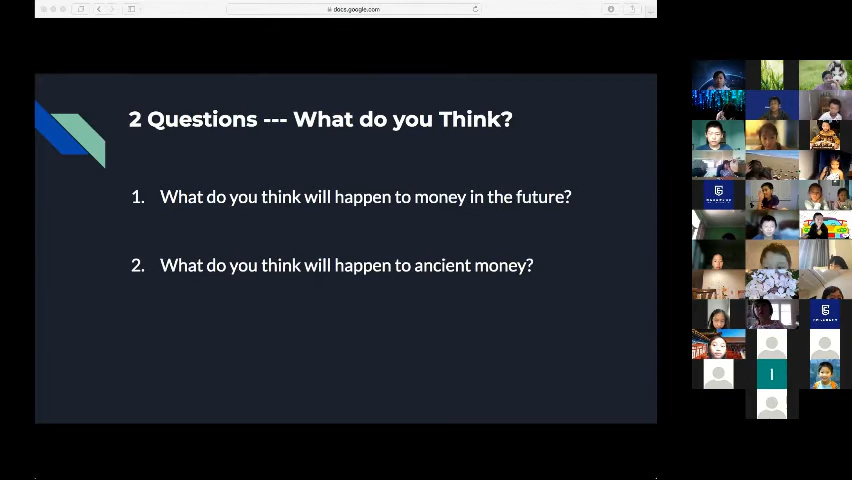 docs.google.com
2 Questions --- What do you Think?
1. What do you think will happen to money in the future?
2. What do you think will happen to ancient money?
I